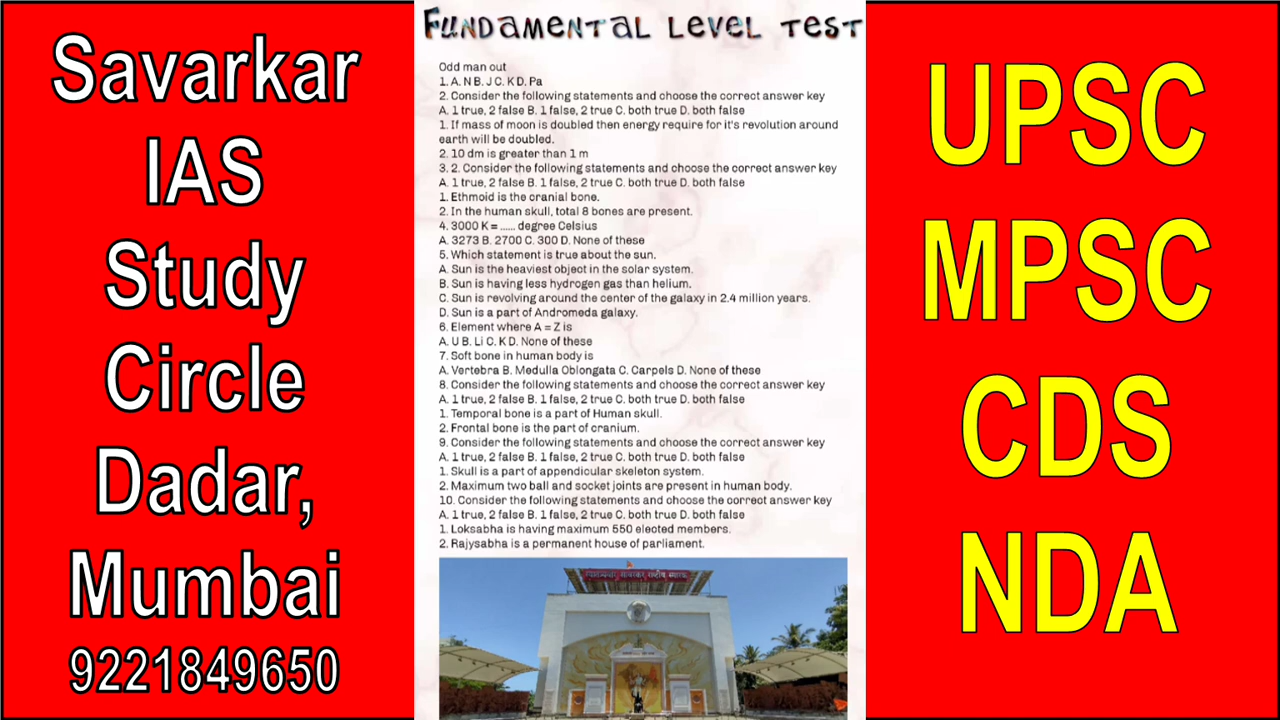 Savarkar
IAS
Study
Circle
Dadar,
Mumbai
9221849650
Fundamental Level Test
Odd man out
1. A. N B. J C. K D. Pa
2. Consider the following statements and choose the correct answer key
A. 1 true, 2 false B. 1 false, 2 true C. both true D. both false
1. If mass of moon is doubled then energy require for it's revolution around
earth will be doubled.
2. 10 dm is greater than 1 m
3. 2. Consider the following statements and choose the correct answer key
A. 1 true, 2 false B. 1 false, 2 true C. both true D. both false
1. Ethmoid is the cranial bone.
2. In the human skull, total 8 bones are present.
4. 3000 K = ...... degree Celsius
A. 3273 B. 2700 C. 300 D. None of these
5. Which statement is true about the sun.
A. Sun is the heaviest object in the solar system.
B. Sun is having less hydrogen gas than helium.
C. Sun is revolving around the center of the galaxy in 2.4 million years.
D. Sun is a part of Andromeda galaxy.
6. Element where A = Z is
A. U B. Li C. K D. None of these
7. Soft bone in human body is
A. Vertebra B. Medulla Oblongata C. Carpels D. None of these
8. Consider the following statements and choose the correct answer key
A. 1 true, 2 false B. 1 false, 2 true C. both true D. both false
1. Temporal bone is a part of Human skull.
2. Frontal bone is the part of cranium.
9. Consider the following statements and choose the correct answer key
A. 1 true, 2 false B. 1 false, 2 true C. both true D. both false
1. Skull is a part of appendicular skeleton system.
2. Maximum two ball and socket joints are present in human body.
10. Consider the following statements and choose the correct answer key
A. 1 true, 2 false B. 1 false, 2 true C. both true D. both false
1. Loksabha is having maximum 550 elected members.
2. Rajysabha is a permanent house of parliament.
UPSC
MPSC
CDS
NDA